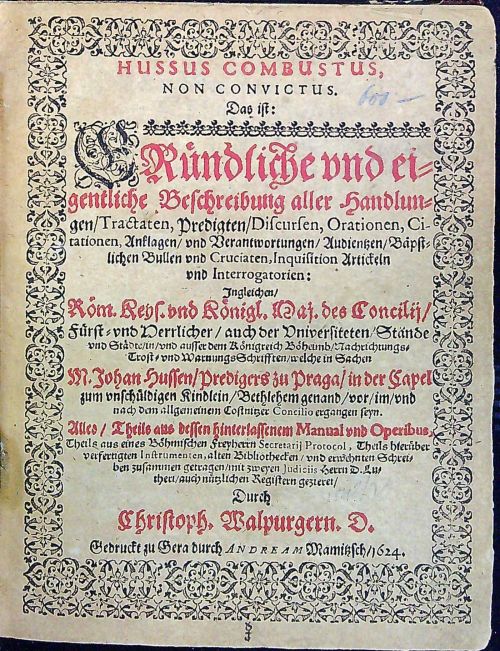 HUSSUS COMBUSTUS,
NON CONVICTUS.
Das ist:
600 —
Gründliche vnd ei-
gentliche Beschreibung aller Handlun-
gen/Tractaten, Predigten/Discursen, Orationen, Ci-
tationen, Anklagen/ vnd Verantwortungen/ Audientzen/ Bäpst-
lichen Bullen vnd Cruciaten, Inquisition Artickeln
vnd Interrogatorien:
Ingleichen/
Röm. Keys. vnd Königl. Maj. des Concilij/
Fürst- vnd Herrlicher/ auch der Vniversiteten/ Stände
vnd Städte/in/vnd ausser dem Königreich Böheimb/Nachrichtungs-
Trost- vnd WarnungsSchrifften/welche in Sachen
M. Johan Hussen/Predigers zu Praga/ in der Capel
zum vnschüldigen Kindlein/ Bethlehem genand/vor/im/vnd
nach dem allgemeinem Costnitzer Concilio ergangen seyn.
Alles/ Theils aus dessen hinterlassenem Manual vnd Operibus,
Theils aus eines Böhmischen Freyherrn Secretarij Protocol, Theils hierüber
verfertigten Instrumenten, alten Bibliothecken/ vnd erwehnten Schrei-
ben zusammen getragen/mit zweyen Judiciis Herrn D. Lu-
theri/auch nützlichen Registern gezieret/
Durch
Christoph. Walpurgern. D.
Gedruckt zu Gera durch ANDREAM Mamitzsch/1624.